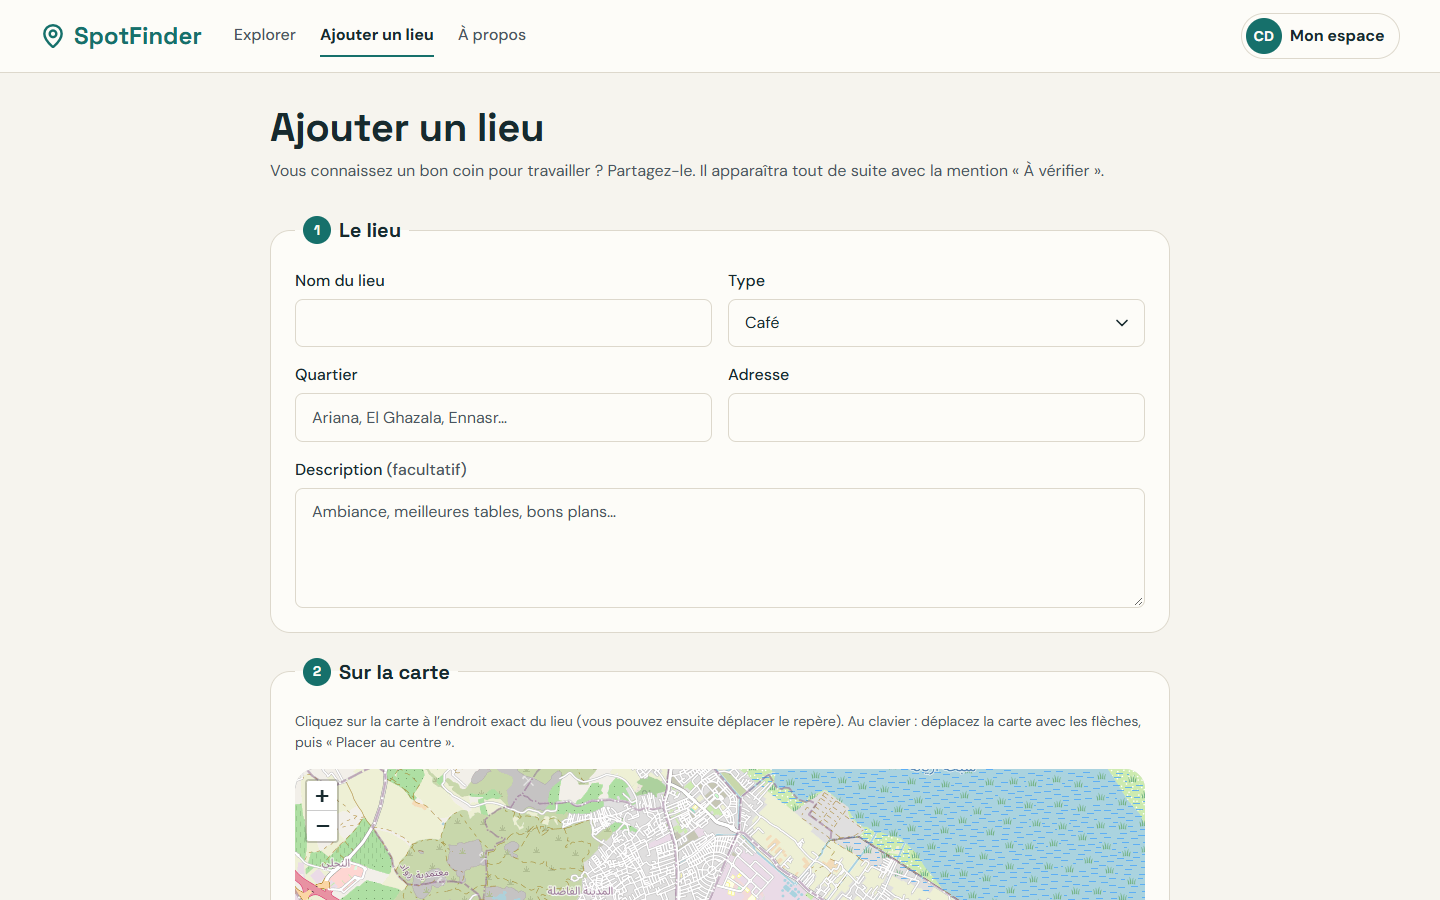 SpotFinder
Explorer
Ajouter un lieu
À propos
CD
Mon espace
Ajouter un lieu
Vous connaissez un bon coin pour travailler ? Partagez-le. Il apparaîtra tout de suite avec la mention « À vérifier ».
1 Le lieu
Nom du lieu
Type
Café
Quartier
Adresse
Ariana, El Ghazala, Ennasr…
Description (facultatif)
Ambiance, meilleures tables, bons plans…
2 Sur la carte
Cliquez sur la carte à l’endroit exact du lieu (vous pouvez ensuite déplacer le repère). Au clavier : déplacez la carte avec les flèches,
puis « Placer au centre ».
+
−
معتمدية رواد
المدينة الفاضلة